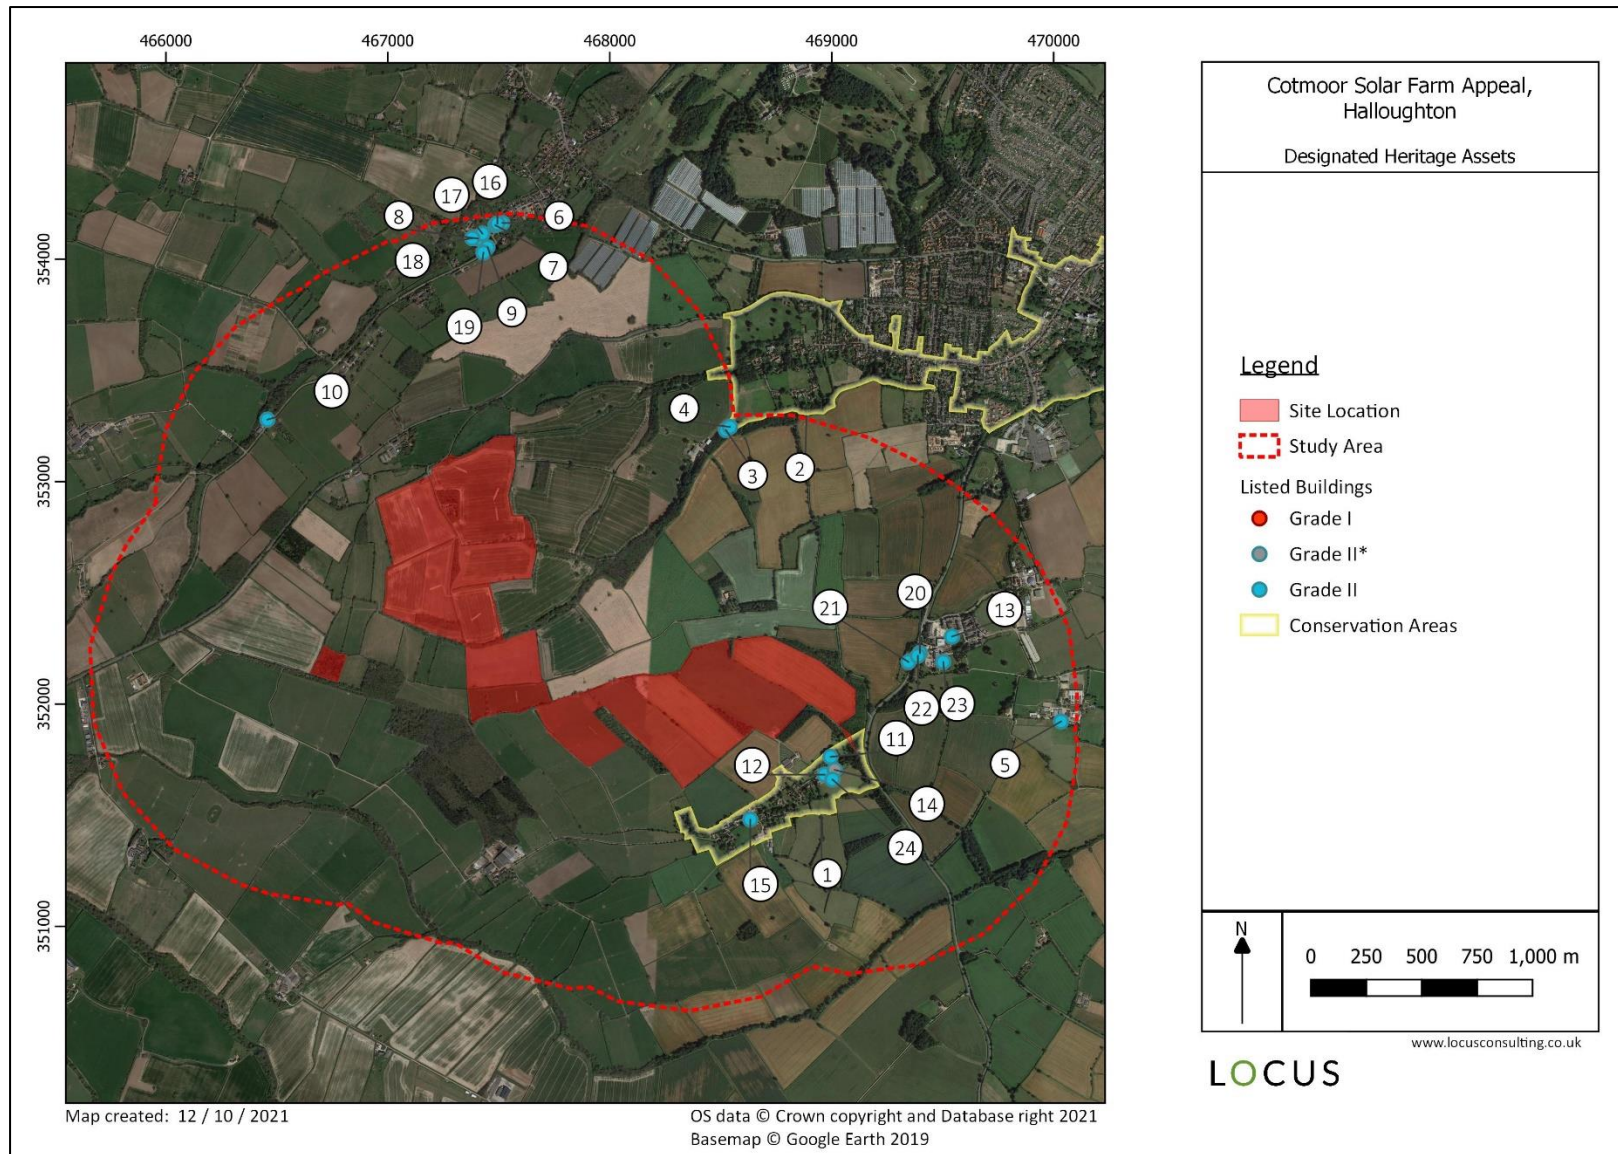 466000 467000 468000 469000 470000
354000
353000
352000
351000
16
17
8
6
18
7
9
19
10
4
3
2
20
21
13
22
23
11
12
5
14
24
1
15
Map created: 12 / 10 / 2021
OS data © Crown copyright and Database right 2021
Basemap © Google Earth 2019
Cotmoor Solar Farm Appeal,
Halloughton
Designated Heritage Assets
Legend
Site Location
Study Area
Listed Buildings
Grade I
Grade II*
Grade II
Conservation Areas
N
0 250 500 750 1,000 m
www.locusconsulting.co.uk
LOCUS